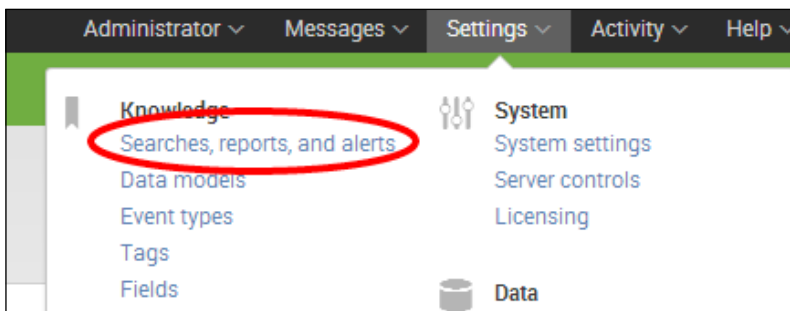 Administrator Messages Settings Activity Help
Knowledge
Searches, reports, and alerts
Data models
Event types
Tags
Fields
System
System settings
Server controls
Licensing
Data